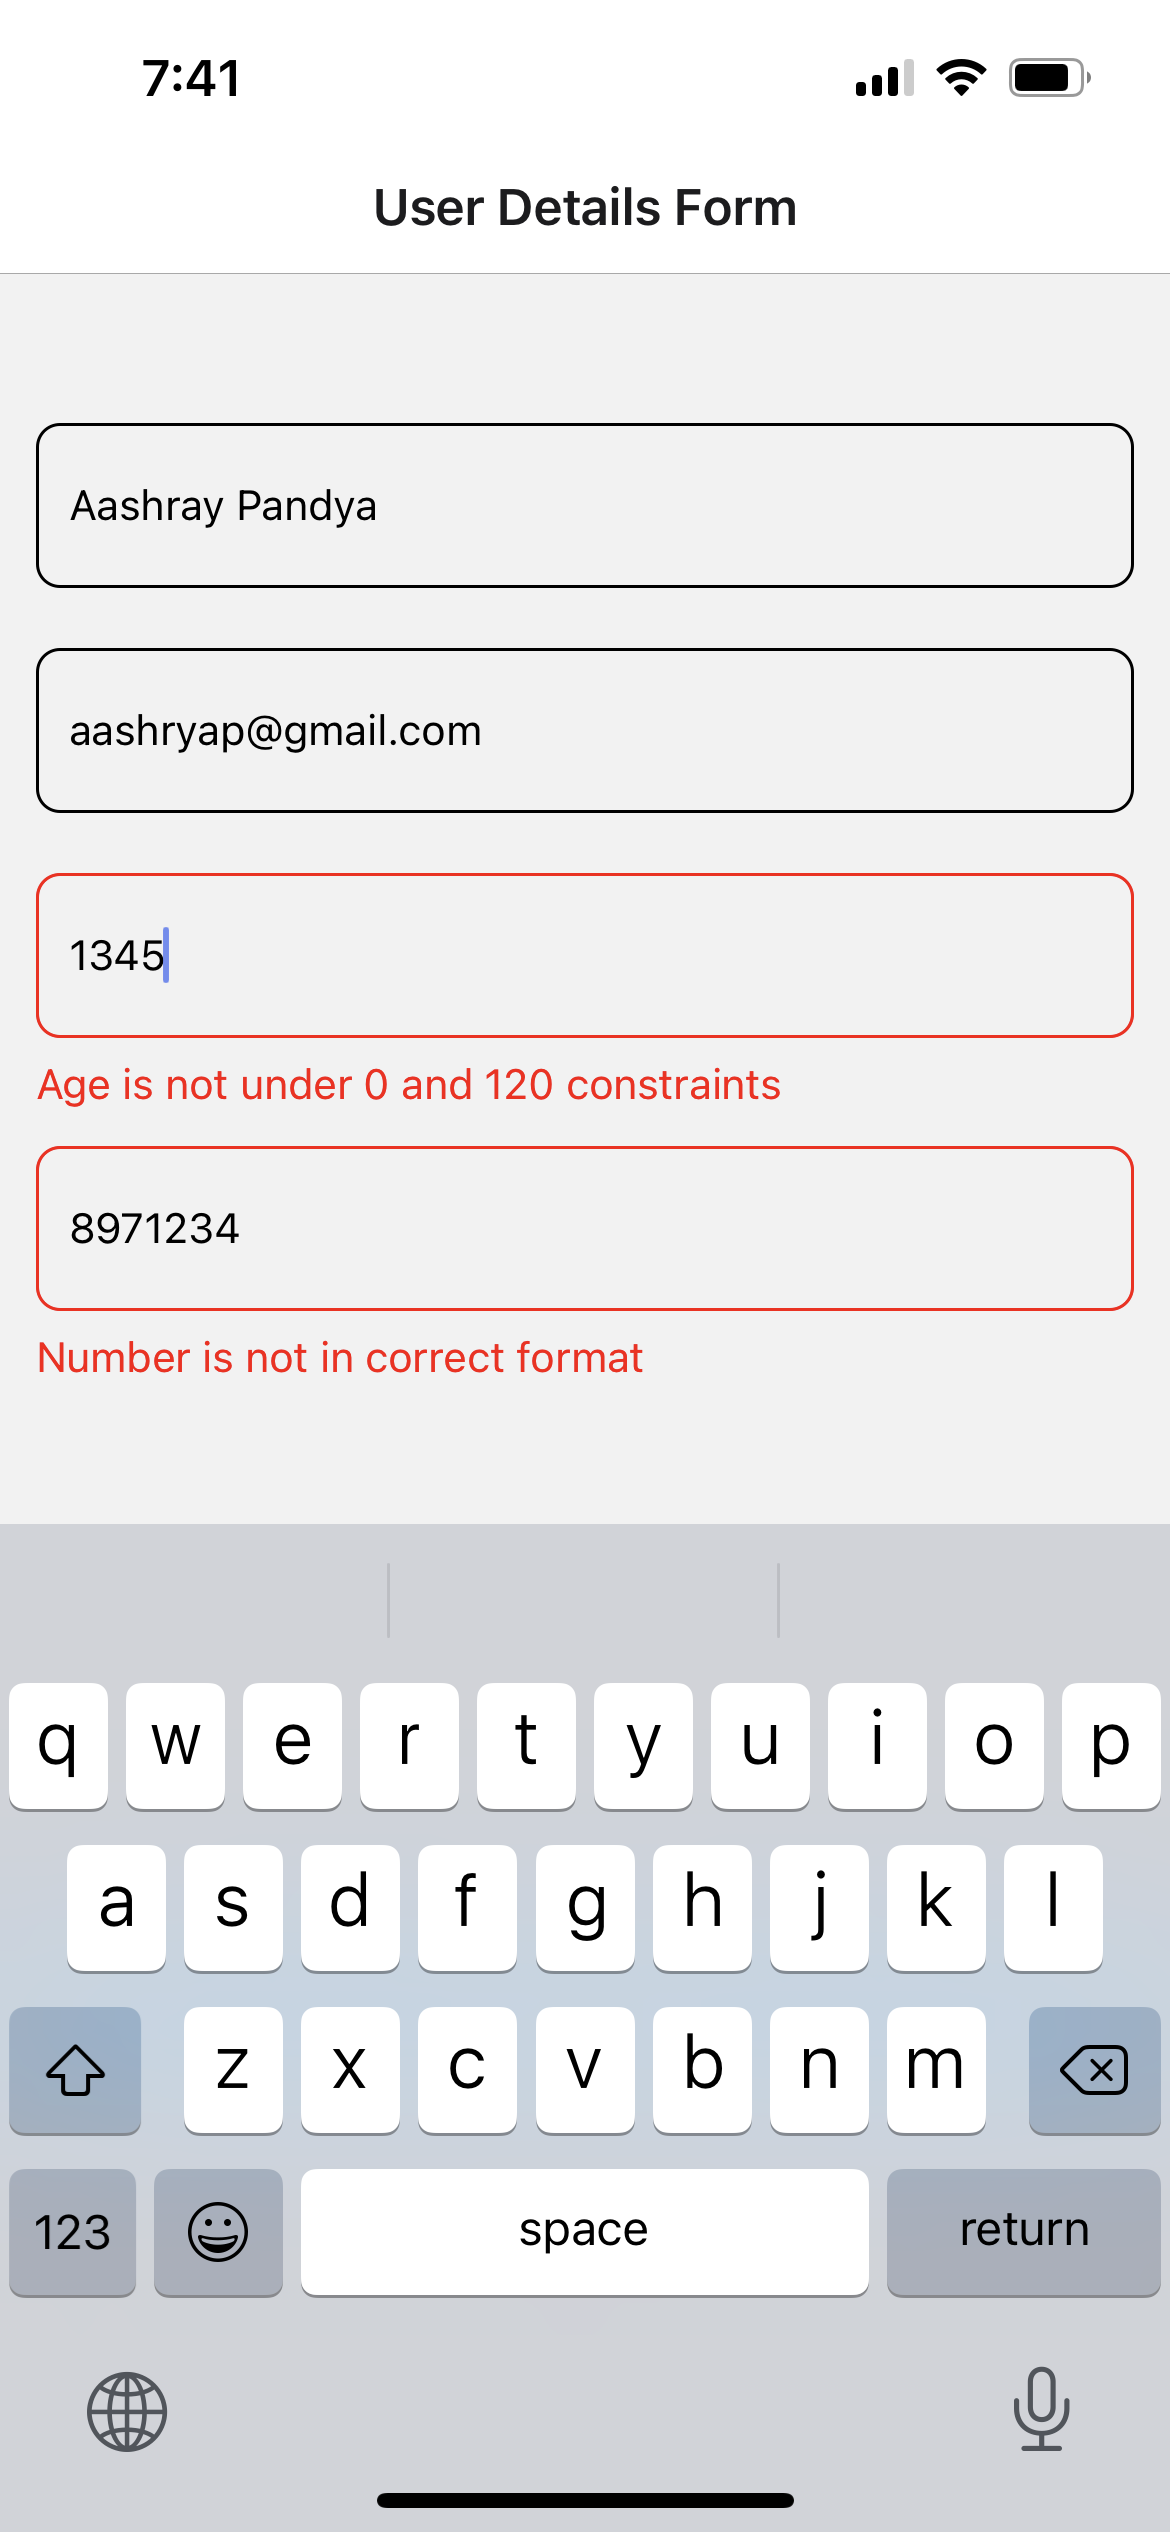 7:41
User Details Form
Aashray Pandya
aashryap@gmail.com
1345
Age is not under 0 and 120 constraints
8971234
Number is not in correct format
q w e r t y u i o p
a s d f g h j k l
z x c v b n m
123 space return